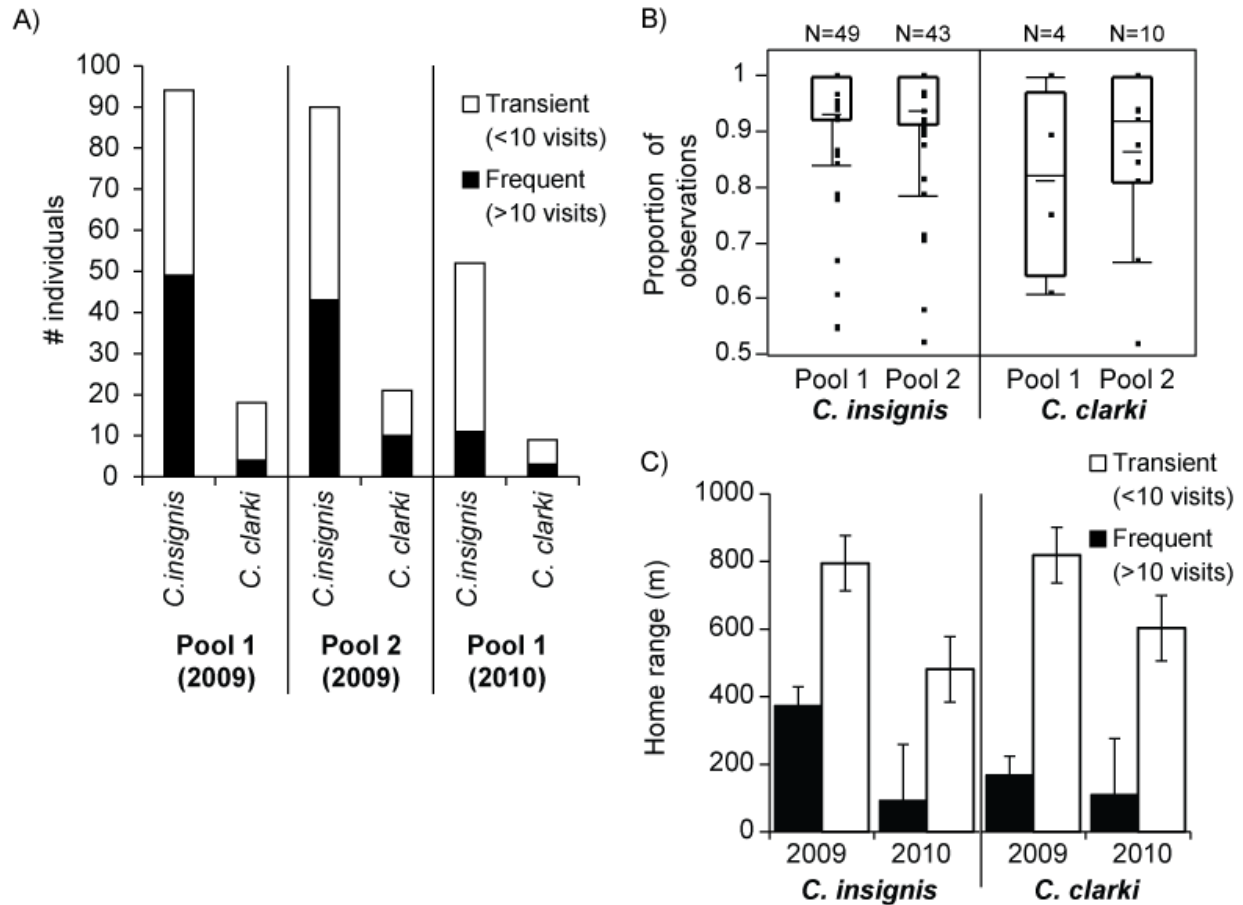 A)
# individuals
100
90
80
70
60
50
40
30
20
10
0
Transient
(<10 visits)
Frequent
(>10 visits)
C.insignis
C. clarki
C.insignis
C. clarki
C.insignis
C. clarki
Pool 1
(2009)
Pool 2
(2009)
Pool 1
(2010)
B)
N=49 N=43 N=4 N=10
Proportion of
observations
1
0.9
0.8
0.7
0.6
0.5
Pool 1 Pool 2 Pool 1 Pool 2
C. insignis C. clarki
C)
Transient
(<10 visits)
Frequent
(>10 visits)
Home range (m)
1000
800
600
400
200
0
2009 2010 2009 2010
C. insignis C. clarki